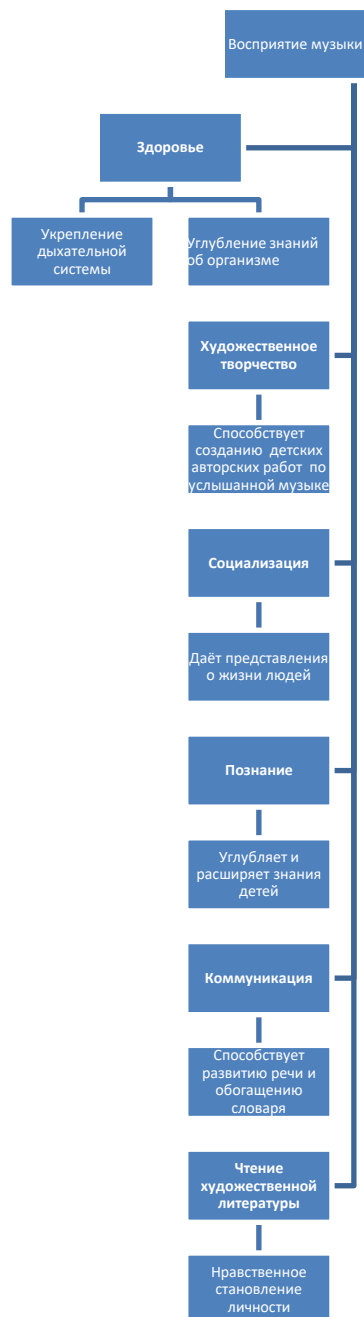 Восприятие музыки
Здоровье
Укрепление
дыхательной
системы
Углубление знаний
об организме
Художественное
творчество
Способствует
созданию детских
авторских работ по
услышанной музыке
Социализация
Даёт представления
о жизни людей
Познание
Углубляет и
расширяет знания
детей
Коммуникация
Способствует
развитию речи и
обогащению
словаря
Чтение
художественной
литературы
Нравственное
становление
личности